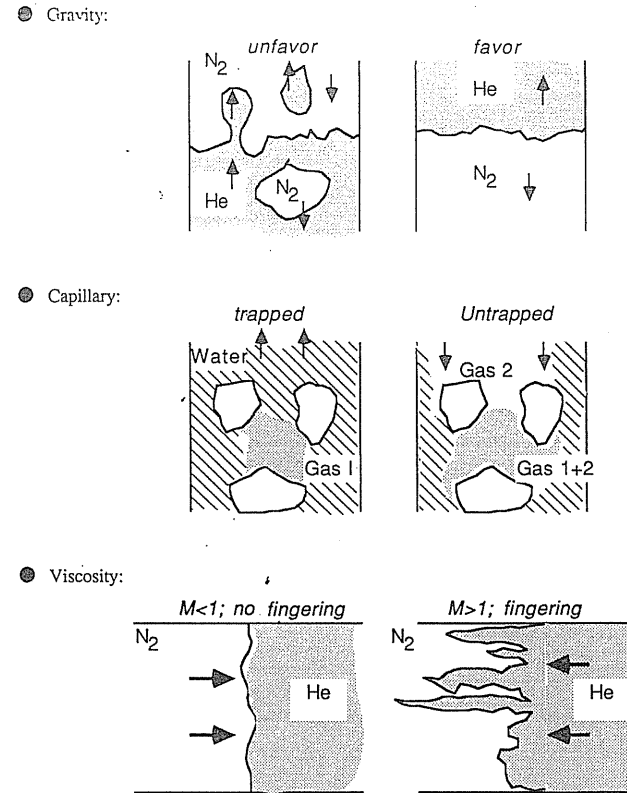 Gravity:
unfavor
favor
N2
He
N2
He
N2
Capillary:
trapped
Untrapped
Water
Gas 2
Gas I
Gas 1+2
Viscosity:
M<1; no fingering
M>1; fingering
N2
He
N2
He